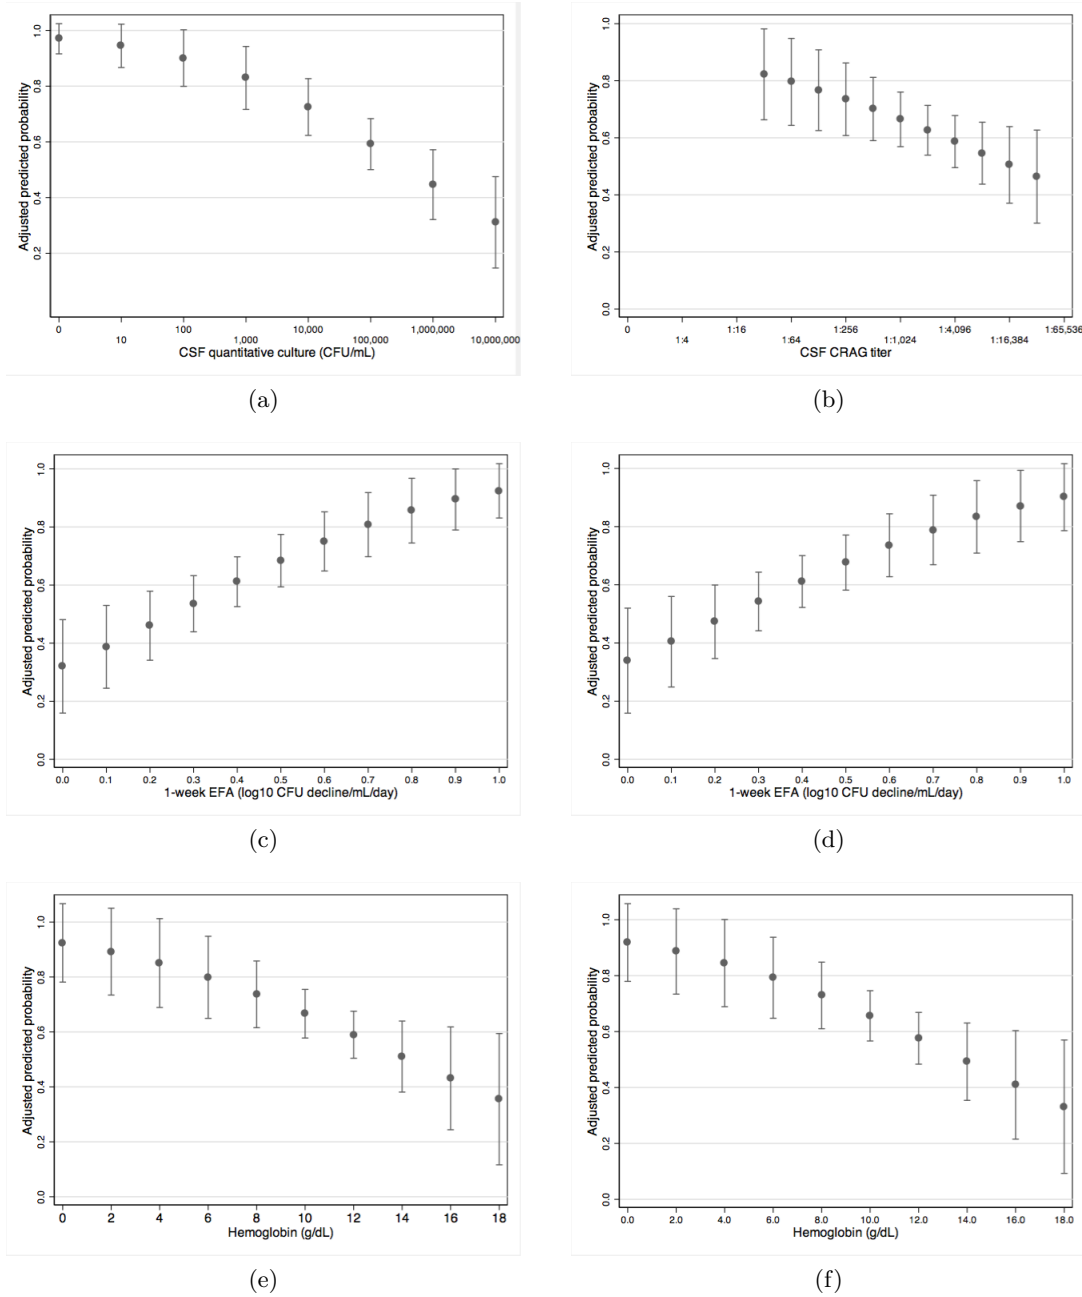 Adjusted predicted probability
1.0
0.8
0.6
0.4
0.2
0 100 10,000 1,000,000
10 1,000 100,000 10,000,000
CSF quantitative culture (CFU/mL)
(a)
Adjusted predicted probability
1.0
0.8
0.6
0.4
0.2
0.0
0 1:16 1:256 1:4,096 1:65,536
1:4 1:64 1:1,024 1:16,384
CSF CRAG titer
(b)
Adjusted predicted probability
1.0
0.8
0.6
0.4
0.2
0.0
0.0 0.1 0.2 0.3 0.4 0.5 0.6 0.7 0.8 0.9 1.0
1-week EFA (log10 CFU decline/mL/day)
(c)
Adjusted predicted probability
1.0
0.8
0.6
0.4
0.2
0.0
0.0 0.1 0.2 0.3 0.4 0.5 0.6 0.7 0.8 0.9 1.0
1-week EFA (log10 CFU decline/mL/day)
(d)
Adjusted predicted probability
1.0
0.8
0.6
0.4
0.2
0.0
0 2 4 6 8 10 12 14 16 18
Hemoglobin (g/dL)
(e)
Adjusted predicted probability
1.0
0.8
0.6
0.4
0.2
0.0
0.0 2.0 4.0 6.0 8.0 10.0 12.0 14.0 16.0 18.0
Hemoglobin (g/dL)
(f)